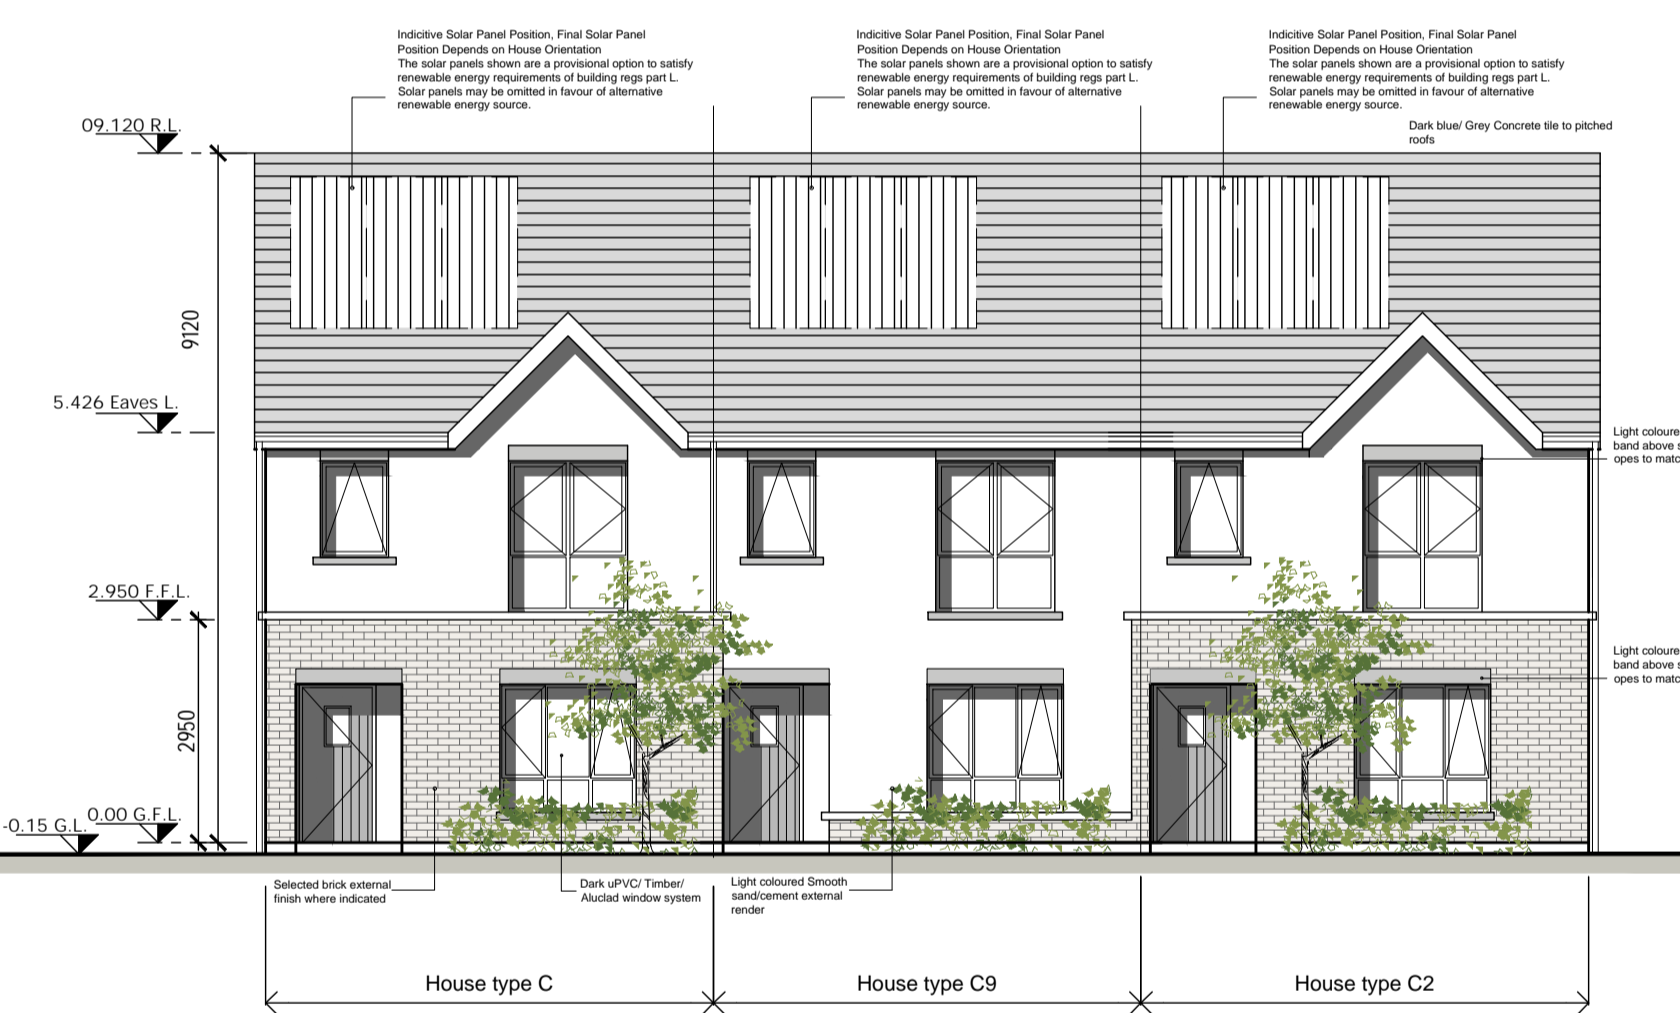 Indicitive Solar Panel Position, Final Solar Panel
Position Depends on House Orientation
The solar panels shown are a provisional option to satisfy
renewable energy requirements of building regs part L.
Solar panels may be omitted in favour of alternative
renewable energy source.
Indicitive Solar Panel Position, Final Solar Panel
Position Depends on House Orientation
The solar panels shown are a provisional option to satisfy
renewable energy requirements of building regs part L.
Solar panels may be omitted in favour of alternative
renewable energy source.
Indicitive Solar Panel Position, Final Solar Panel
Position Depends on House Orientation
The solar panels shown are a provisional option to satisfy
renewable energy requirements of building regs part L.
Solar panels may be omitted in favour of alternative
renewable energy source.
Dark blue/ Grey Concrete tile to pitched
roofs
09.120 R.L.
9120
5.426 Eaves L.
Light coloure
band above s
opes to matc
2.950 F.F.L.
Light coloure
band above s
opes to matc
2950
0.00 G.F.L.
-0.15 G.L.
Selected brick external
finish where indicated
Dark uPVC/ Timber/
Aluclad window system
Light coloured Smooth
sand/cement external
render
House type C
House type C9
House type C2